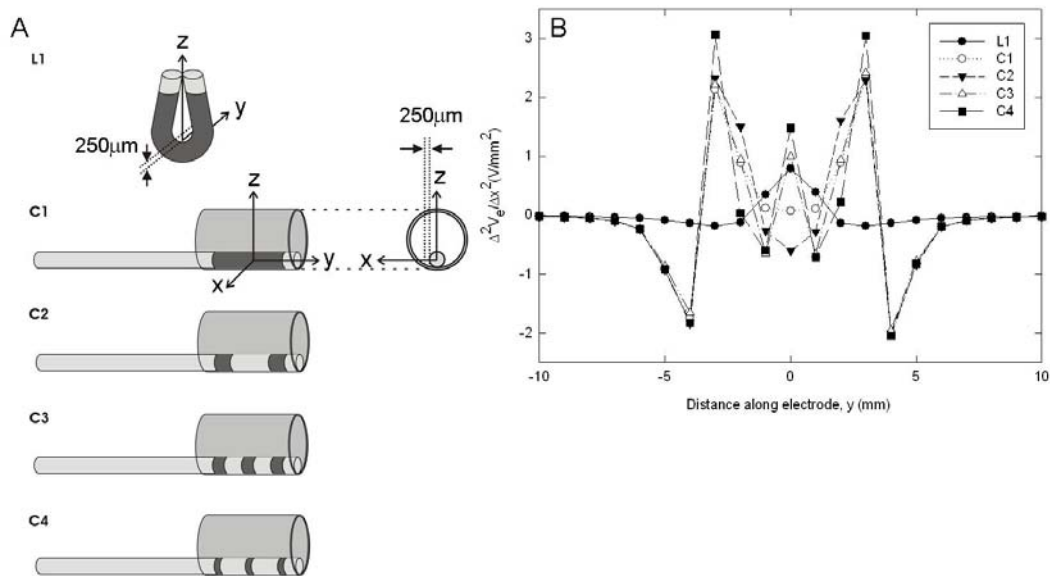 A
L1
z
y
250µm
C1
z
y
x
250µm
z
x
C2
C3
C4
B
Δ²Vₑ/Δx²(V/mm²)
3
2
1
0
-1
-2
-10
-5
0
5
10
Distance along electrode, y (mm)
L1
C1
C2
C3
C4